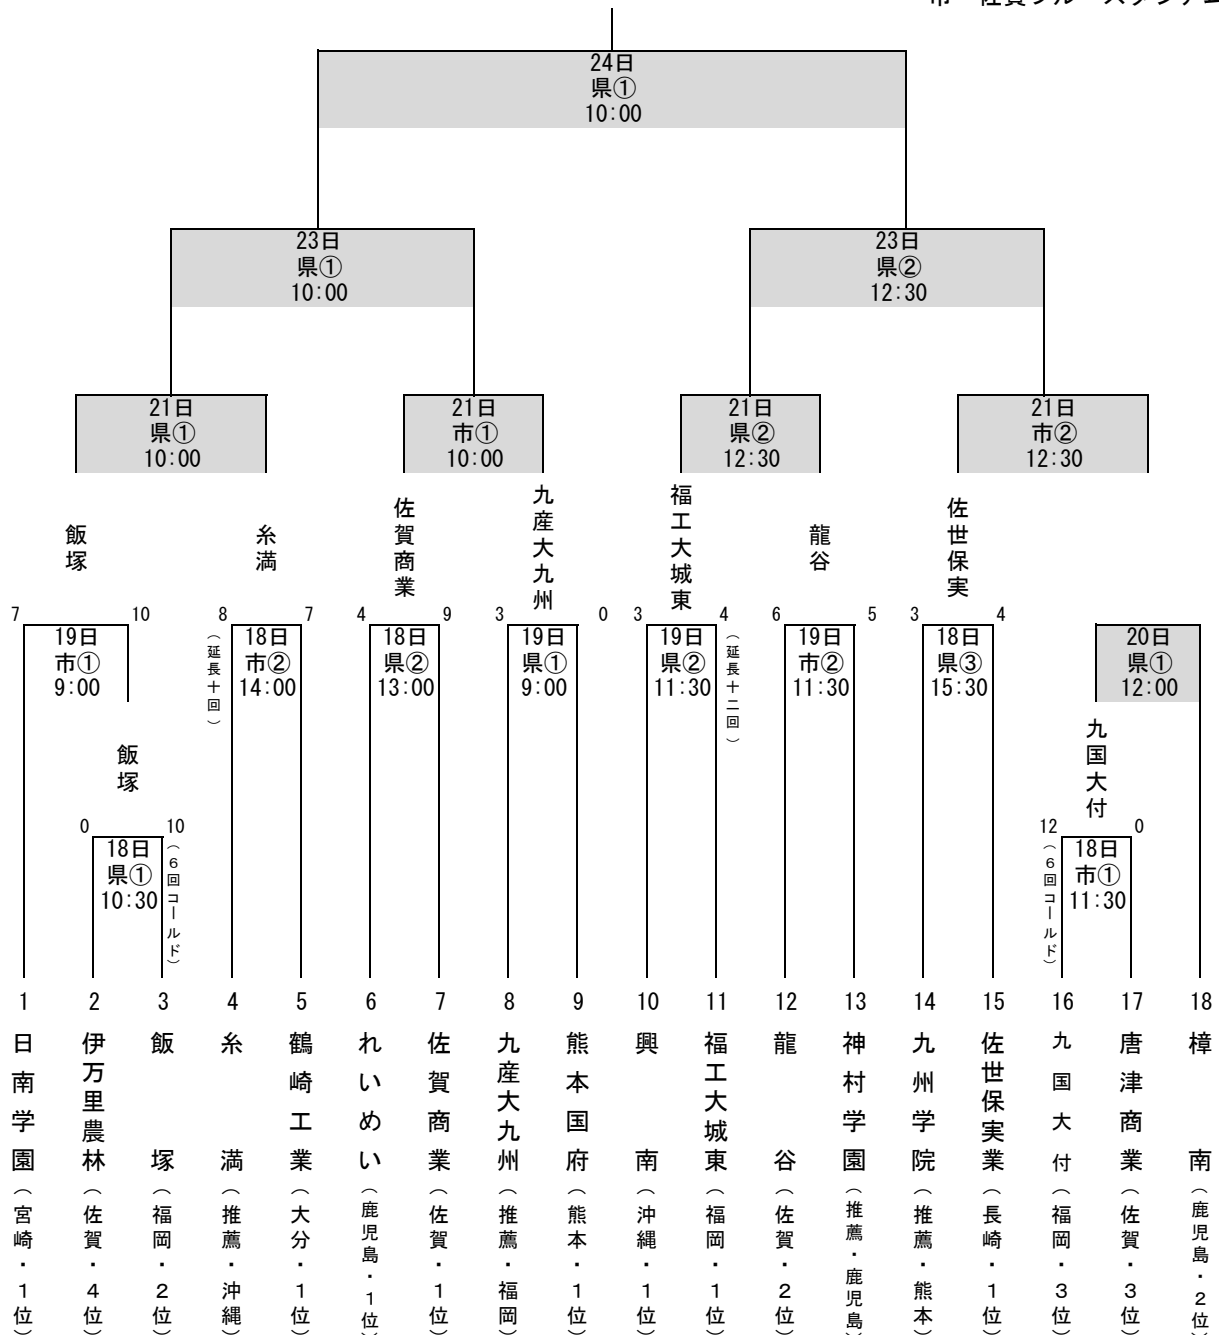 24日
県①
10:00
23日
県①
10:00
23日
県②
12:30
21日
県①
10:00
21日
市①
10:00
21日
県②
12:30
21日
市②
12:30
飯塚
糸満
佐賀商業
九産大九州
福工大城東
龍谷
佐世保実
7 10
19日
市①
9:00
8 7
(延長十回)
18日
市②
14:00
4 9
18日
県②
13:00
3 0
19日
県①
9:00
3 4
19日
県②
11:30
(延長十二回)
6 5
19日
市②
11:30
3 4
18日
県③
15:30
20日
県①
12:00
飯塚
0 10
18日
県①
10:30
(6回コールド)
九国大付
12 0
(6回コールド)
18日
市①
11:30
1 日南学園(宮崎・1位)
2 伊万里農林(佐賀・4位)
3 飯塚(福岡・2位)
4 糸満(推薦・沖縄)
5 鶴崎工業(大分・1位)
6 れいめい(鹿児島・1位)
7 佐賀商業(佐賀・1位)
8 九産大九州(推薦・福岡)
9 熊本国府(熊本・1位)
10 興南(沖縄・1位)
11 福工大城東(福岡・1位)
12 龍谷(佐賀・2位)
13 神村学園(推薦・鹿児島)
14 九州学院(推薦・熊本)
15 佐世保実業(長崎・1位)
16 九国大付(福岡・3位)
17 唐津商業(佐賀・3位)
18 樟南(鹿児島・2位)